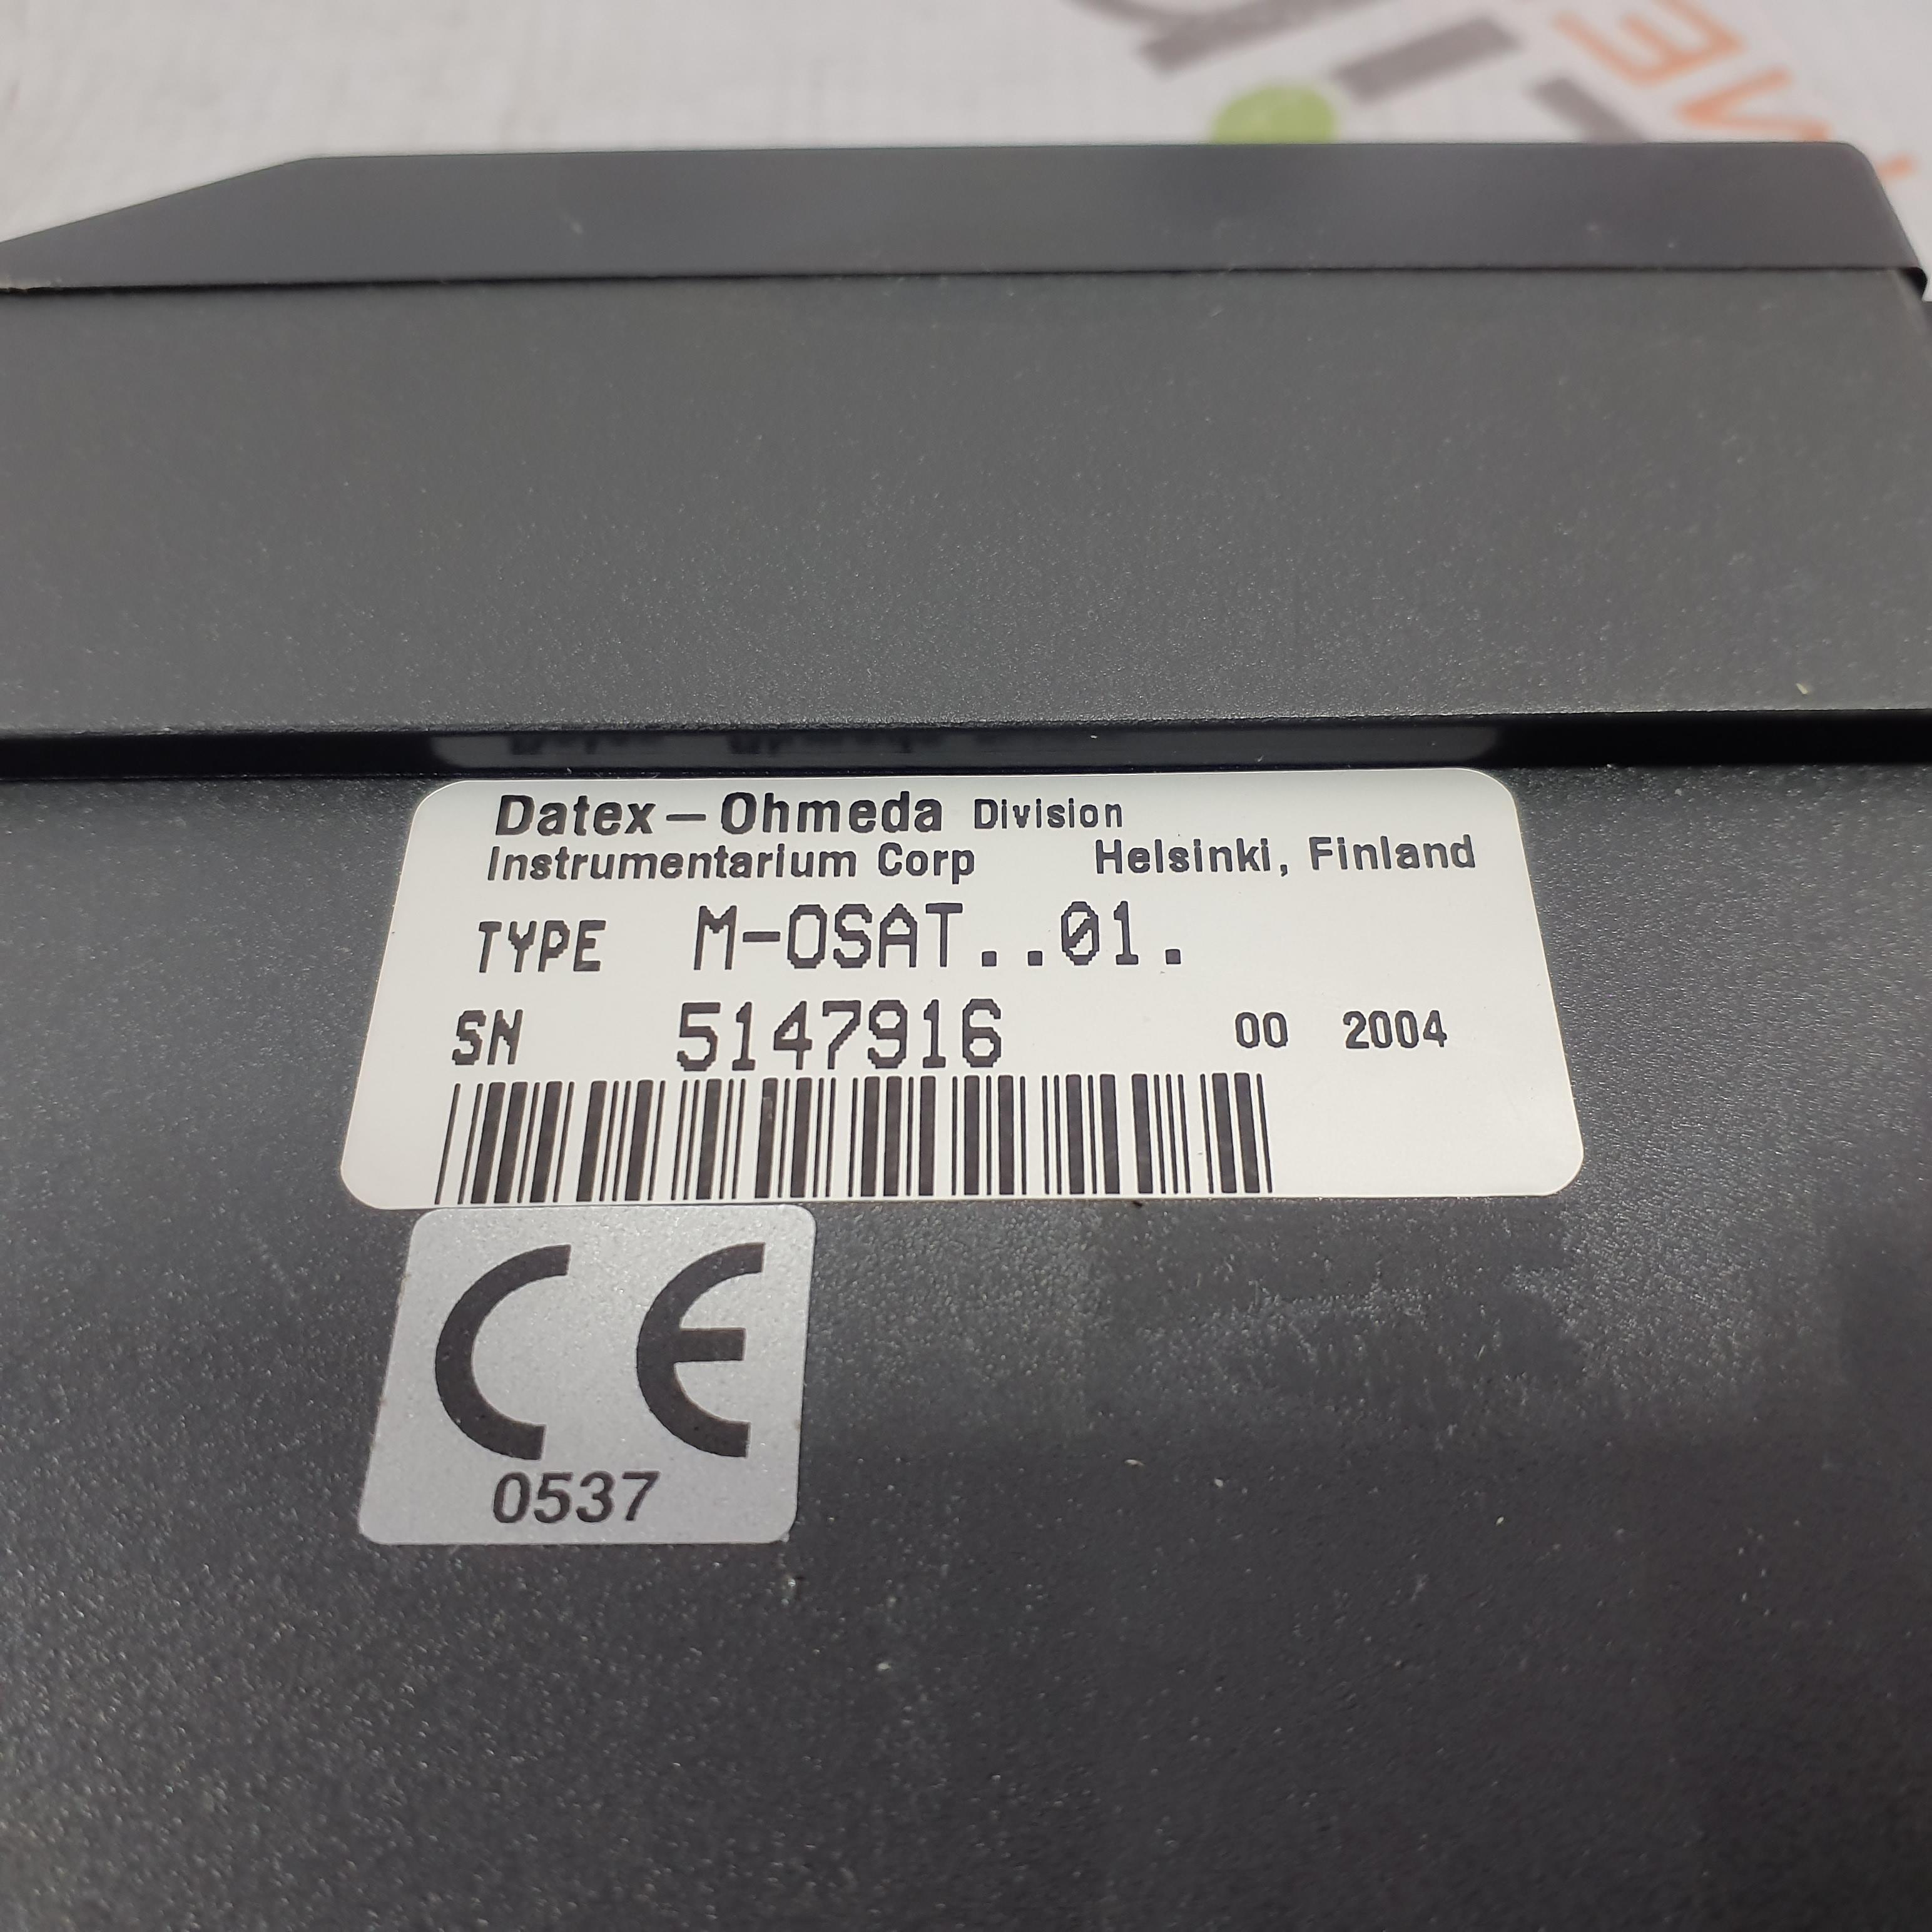 Datex-Ohmeda Division
Instrumentarium Corp Helsinki, Finland
TYPE M-OSAT..01.
SN 5147916 00 2004
CE
0537